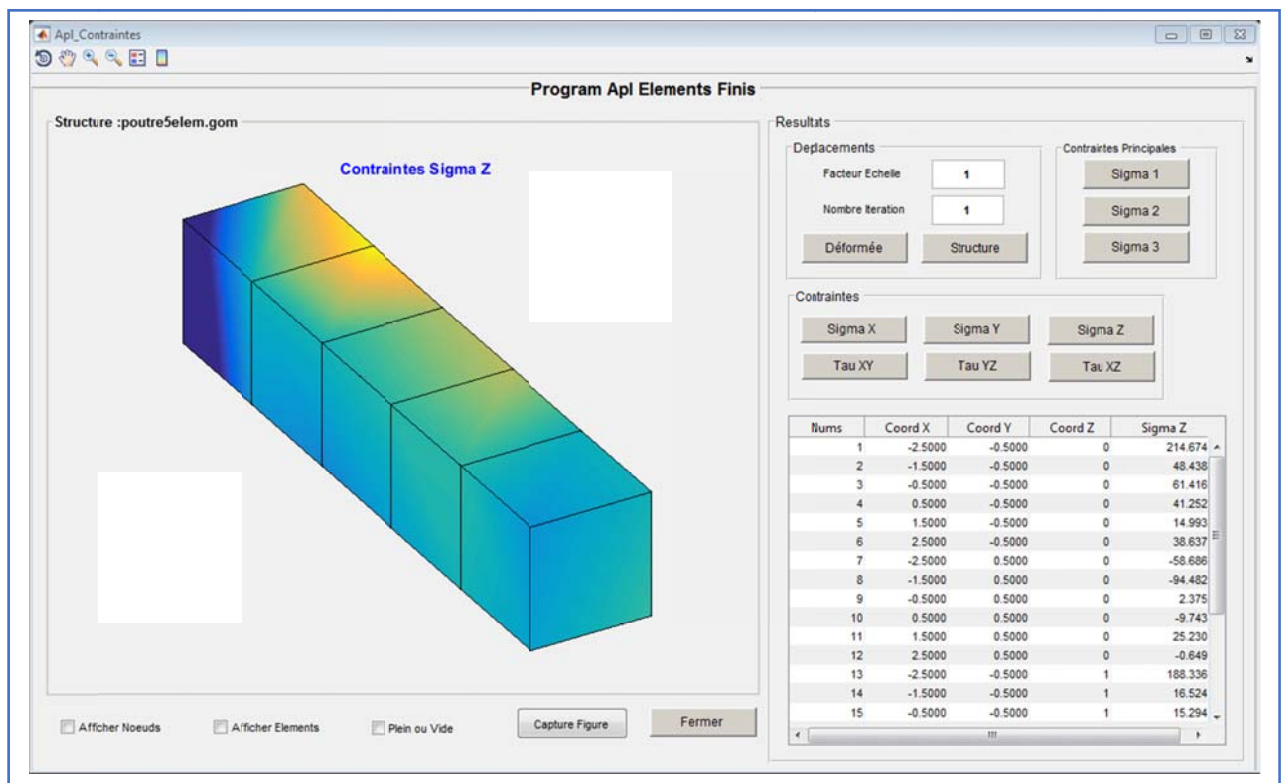 Apl_Contraintes
Program Apl Elements Finis
Structure :poutre5elem.gom
Contraintes Sigma Z
Resultats
Deplacements
Facteur Echelle 1
Nombre Iteration 1
Déformée Structure
Contraintes Principales
Sigma 1
Sigma 2
Sigma 3
Contraintes
Sigma X Sigma Y Sigma Z
Tau XY Tau YZ Tau XZ
Nums Coord X Coord Y Coord Z Sigma Z
1 -2.5000 -0.5000 0 214.674
2 -1.5000 -0.5000 0 48.438
3 -0.5000 -0.5000 0 61.416
4 0.5000 -0.5000 0 41.252
5 1.5000 -0.5000 0 14.993
6 2.5000 -0.5000 0 38.637
7 -2.5000 0.5000 0 -58.686
8 -1.5000 0.5000 0 -94.482
9 -0.5000 0.5000 0 2.375
10 0.5000 0.5000 0 -9.743
11 1.5000 0.5000 0 25.230
12 2.5000 0.5000 0 -0.649
13 -2.5000 -0.5000 1 188.336
14 -1.5000 -0.5000 1 16.524
15 -0.5000 -0.5000 1 15.294
Afficher Noeuds Afficher Elements Plein ou Vide Capture Figure Fermer